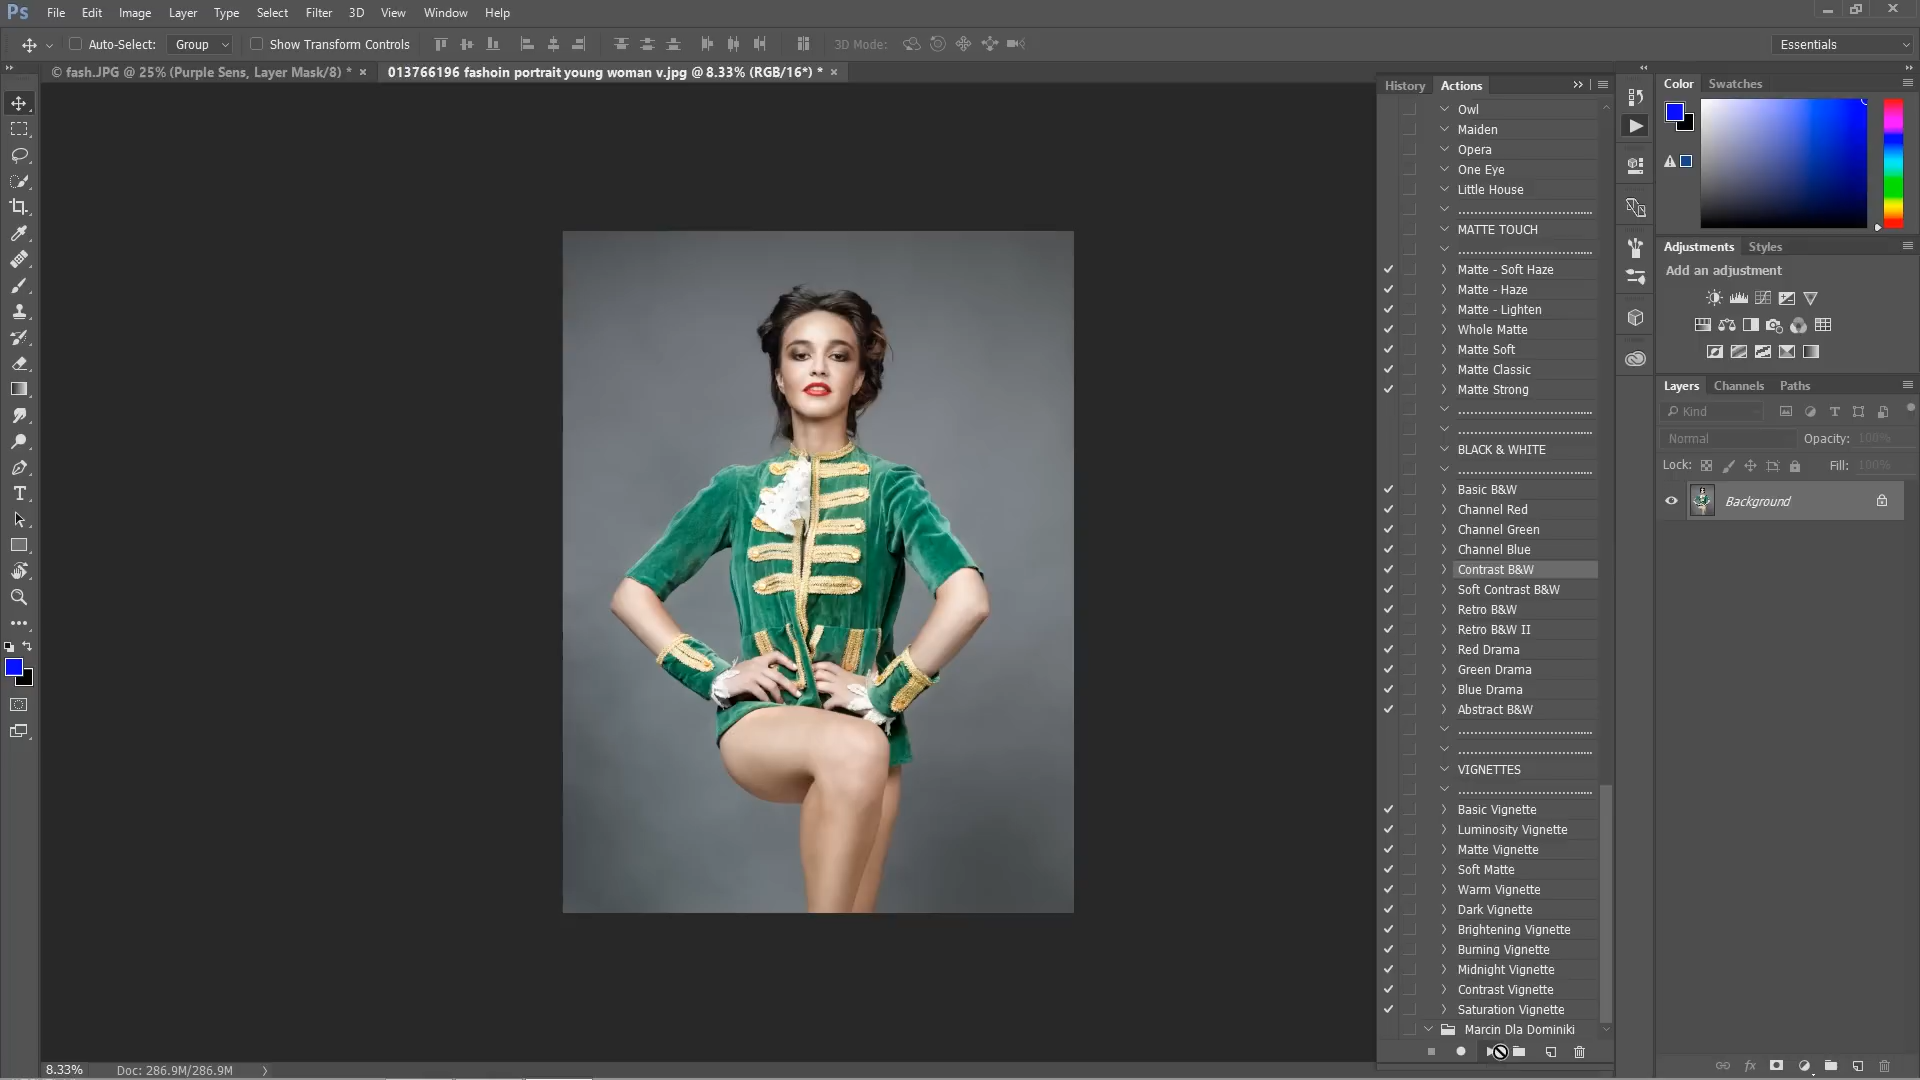 Ps File Edit Image Layer Type Select Filter 3D View Window Help
Auto-Select: Group Show Transform Controls 3D Mode: Essentials
© fash.JPG @ 25% (Purple Sens, Layer Mask/8) * × 013766196 fashoin portrait young woman v.jpg @ 8.33% (RGB/16*) * ×
History Actions
Owl
Maiden
Opera
One Eye
Little House
........................................
MATTE TOUCH
........................................
Matte - Soft Haze
Matte - Haze
Matte - Lighten
Whole Matte
Matte Soft
Matte Classic
Matte Strong
........................................
........................................
BLACK & WHITE
........................................
Basic B&W
Channel Red
Channel Green
Channel Blue
Contrast B&W
Soft Contrast B&W
Retro B&W
Retro B&W II
Red Drama
Green Drama
Blue Drama
Abstract B&W
........................................
........................................
VIGNETTES
........................................
Basic Vignette
Luminosity Vignette
Matte Vignette
Soft Matte
Warm Vignette
Dark Vignette
Brightening Vignette
Burning Vignette
Midnight Vignette
Contrast Vignette
Saturation Vignette
Marcin Dla Dominiki
Color Swatches
Adjustments Styles
Add an adjustment
Layers Channels Paths
Kind
Normal Opacity: 100%
Lock: Fill: 100%
Background
8.33% Doc: 286.9M/286.9M